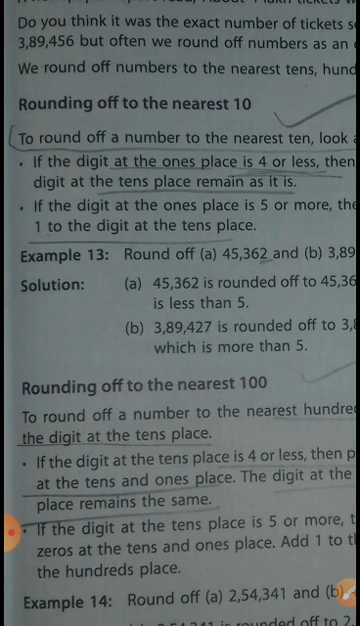 Do you think it was the exact number of tickets
3,89,456 but often we round off numbers as an
We round off numbers to the nearest tens, hund
Rounding off to the nearest 10
To round off a number to the nearest ten, look
• If the digit at the ones place is 4 or less, then
digit at the tens place remain as it is.
• If the digit at the ones place is 5 or more, the
1 to the digit at the tens place.
Example 13: Round off (a) 45,362 and (b) 3,89
Solution: (a) 45,362 is rounded off to 45,36
is less than 5.
(b) 3,89,427 is rounded off to 3,8
which is more than 5.
Rounding off to the nearest 100
To round off a number to the nearest hundre
the digit at the tens place.
• If the digit at the tens place is 4 or less, then p
at the tens and ones place. The digit at the
place remains the same.
• If the digit at the tens place is 5 or more, t
zeros at the tens and ones place. Add 1 to t
the hundreds place.
Example 14: Round off (a) 2,54,341 and (b)
rounded off to 2